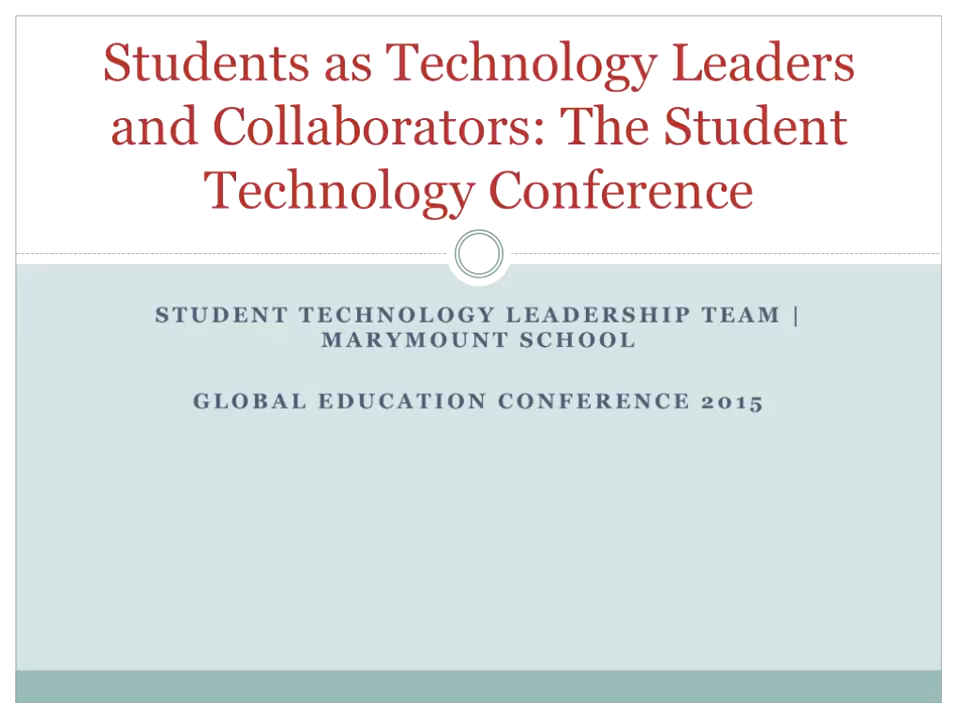 Students as Technology Leaders
and Collaborators: The Student
Technology Conference
STUDENT TECHNOLOGY LEADERSHIP TEAM |
MARYMOUNT SCHOOL
GLOBAL EDUCATION CONFERENCE 2015